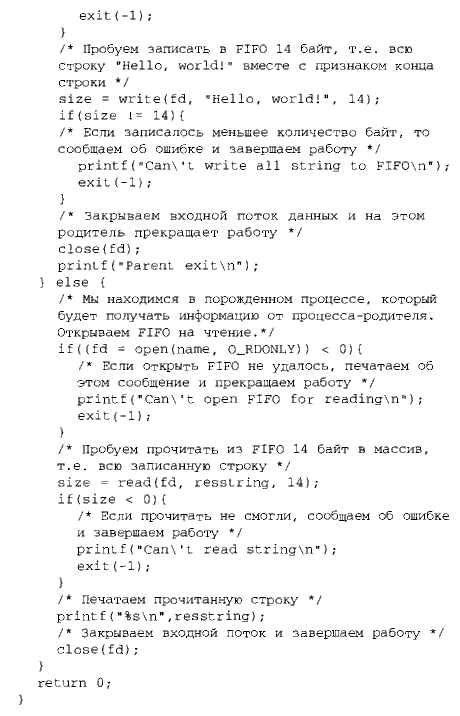 exit(-1);
}
/* Пробуем записать в FIFO 14 байт, т.е. всю
строку "Hello, world!" вместе с признаком конца
строки */
size = write(fd, "Hello, world!", 14);
if(size != 14){
/* Если записалось меньшее количество байт, то
сообщаем об ошибке и завершаем работу */
printf("Can\'t write all string to FIFO\n");
exit(-1);
}
/* Закрываем входной поток данных и на этом
родитель прекращает работу */
close(fd);
printf("Parent exit\n");
} else {
/* Мы находимся в порожденном процессе, который
будет получать информацию от процесса-родителя.
Открываем FIFO на чтение.*/
if((fd = open(name, O_RDONLY)) < 0){
/* Если открыть FIFO не удалось, печатаем об
этом сообщение и прекращаем работу */
printf("Can\'t open FIFO for reading\n");
exit(-1);
}
/* Пробуем прочитать из FIFO 14 байт в массив,
т.е. всю записанную строку */
size = read(fd, resstring, 14);
if(size < 0){
/* Если прочитать не смогли, сообщаем об ошибке
и завершаем работу */
printf("Can\'t read string\n");
exit(-1);
}
/* Печатаем прочитанную строку */
printf("%s\n",resstring);
/* Закрываем входной поток и завершаем работу */
close(fd);
}
return 0;
}